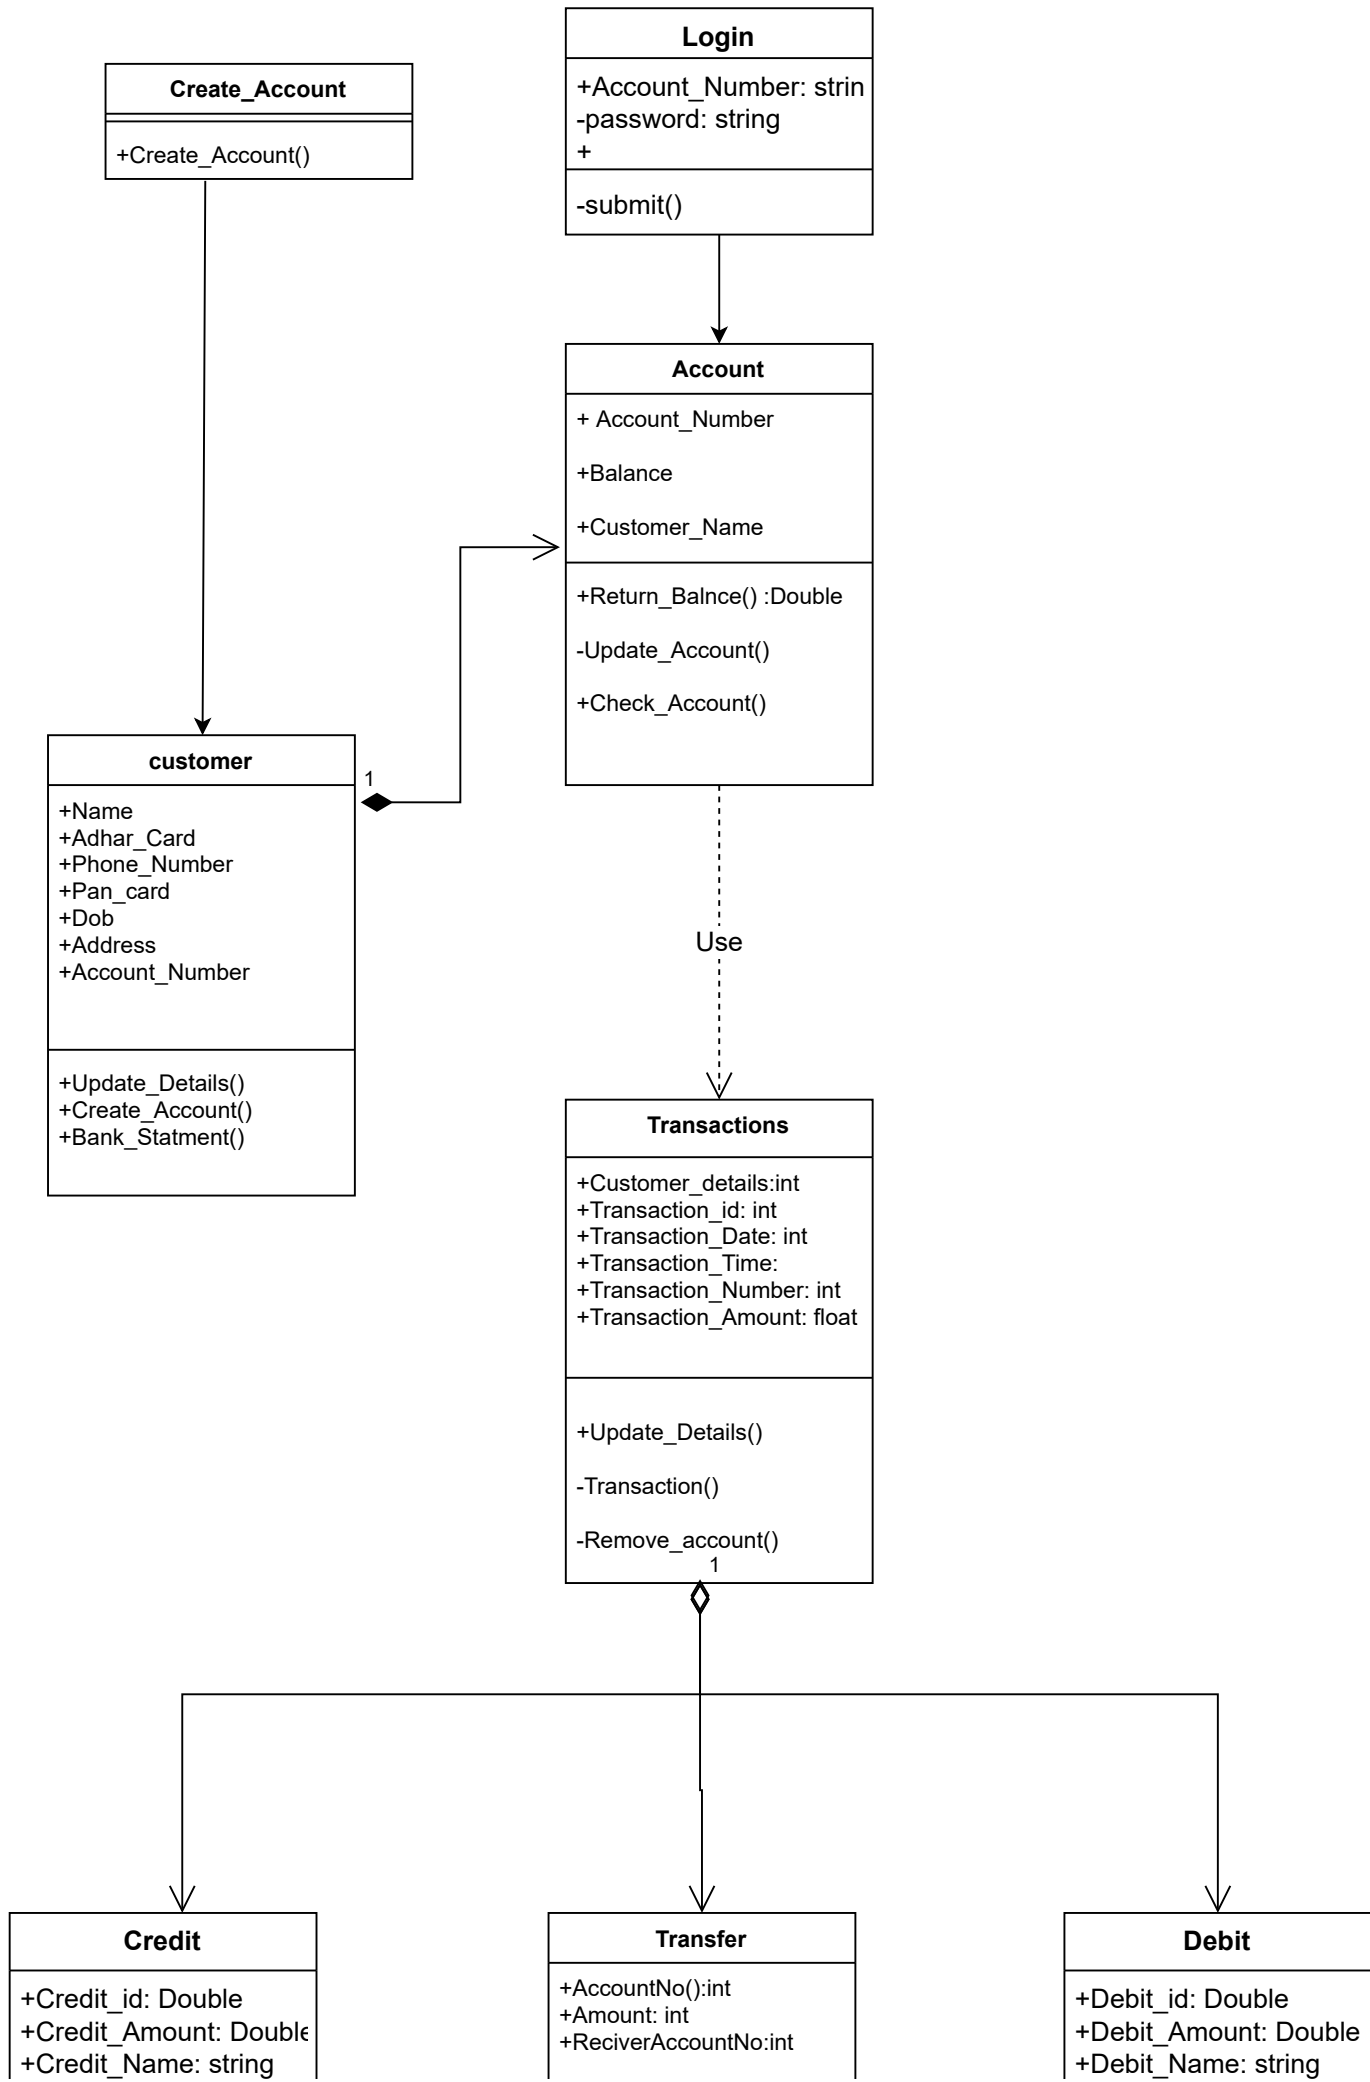 Login
+Account_Number: strin
-password: string
+
-submit()
Create_Account
+Create_Account()
Account
+ Account_Number
+Balance
+Customer_Name
+Return_Balnce() :Double
-Update_Account()
+Check_Account()
customer
1
+Name
+Adhar_Card
+Phone_Number
+Pan_card
+Dob
+Address
+Account_Number
+Update_Details()
+Create_Account()
+Bank_Statment()
Use
Transactions
+Customer_details:int
+Transaction_id: int
+Transaction_Date: int
+Transaction_Time:
+Transaction_Number: int
+Transaction_Amount: float
+Update_Details()
-Transaction()
-Remove_account()
1
Credit
+Credit_id: Double
+Credit_Amount: Double
+Credit_Name: string
Transfer
+AccountNo():int
+Amount: int
+ReciverAccountNo:int
Debit
+Debit_id: Double
+Debit_Amount: Double
+Debit_Name: string